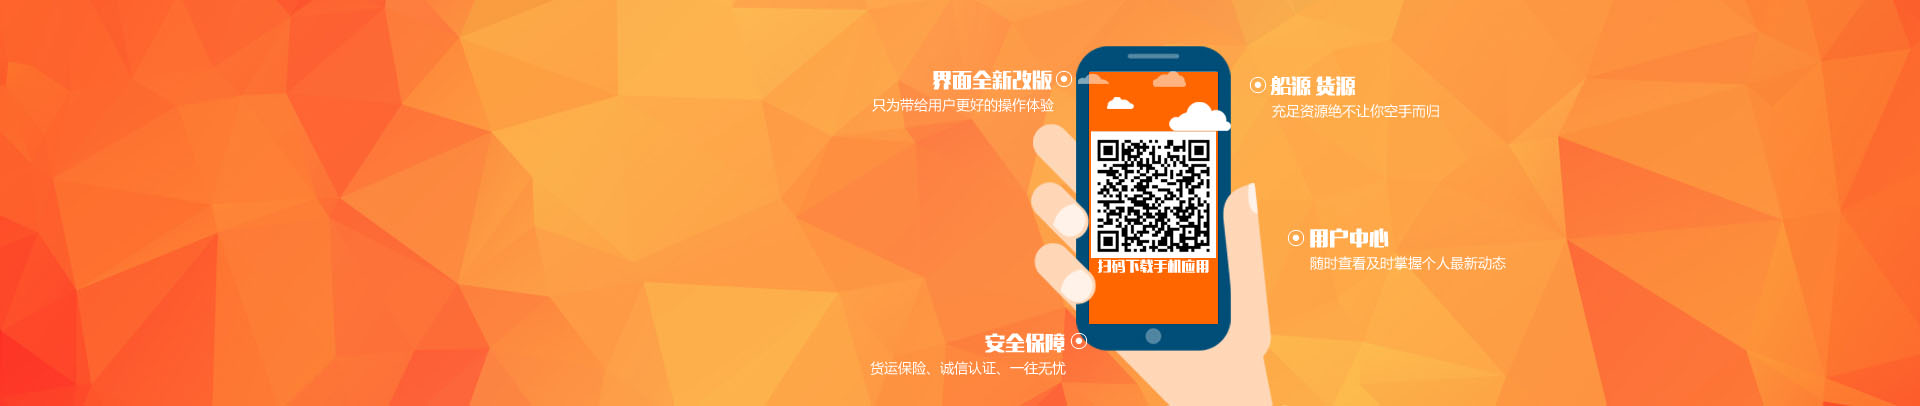 界面全新改版
只为带给用户更好的操作体验
船源 货源
充足资源绝不让你空手而归
扫码下载手机应用
用户中心
随时查看及时掌握个人最新动态
安全保障
货运保险、诚信认证、一往无忧